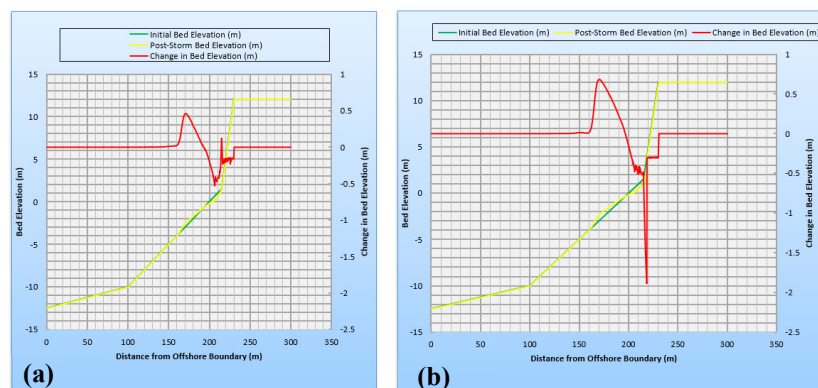 Initial Bed Elevation (m)
Post-Storm Bed Elevation (m)
Change in Bed Elevation (m)
15
10
5
0
-5
-10
-15
Bed Elevation (m)
1
0.5
0
-0.5
-1
-1.5
-2
-2.5
Change in Bed Elevation (m)
0 50 100 150 200 250 300 350
Distance from Offshore Boundary (m)
(a)
Initial Bed Elevation (m) Post-Storm Bed Elevation (m)
Change in Bed Elevation (m)
15
10
5
0
-5
-10
-15
Bed Elevation (m)
1
0.5
0
-0.5
-1
-1.5
-2
-2.5
Change in Bed Elevation (m)
0 50 100 150 200 250 300 350
Distance from Offshore Boundary (m)
(b)